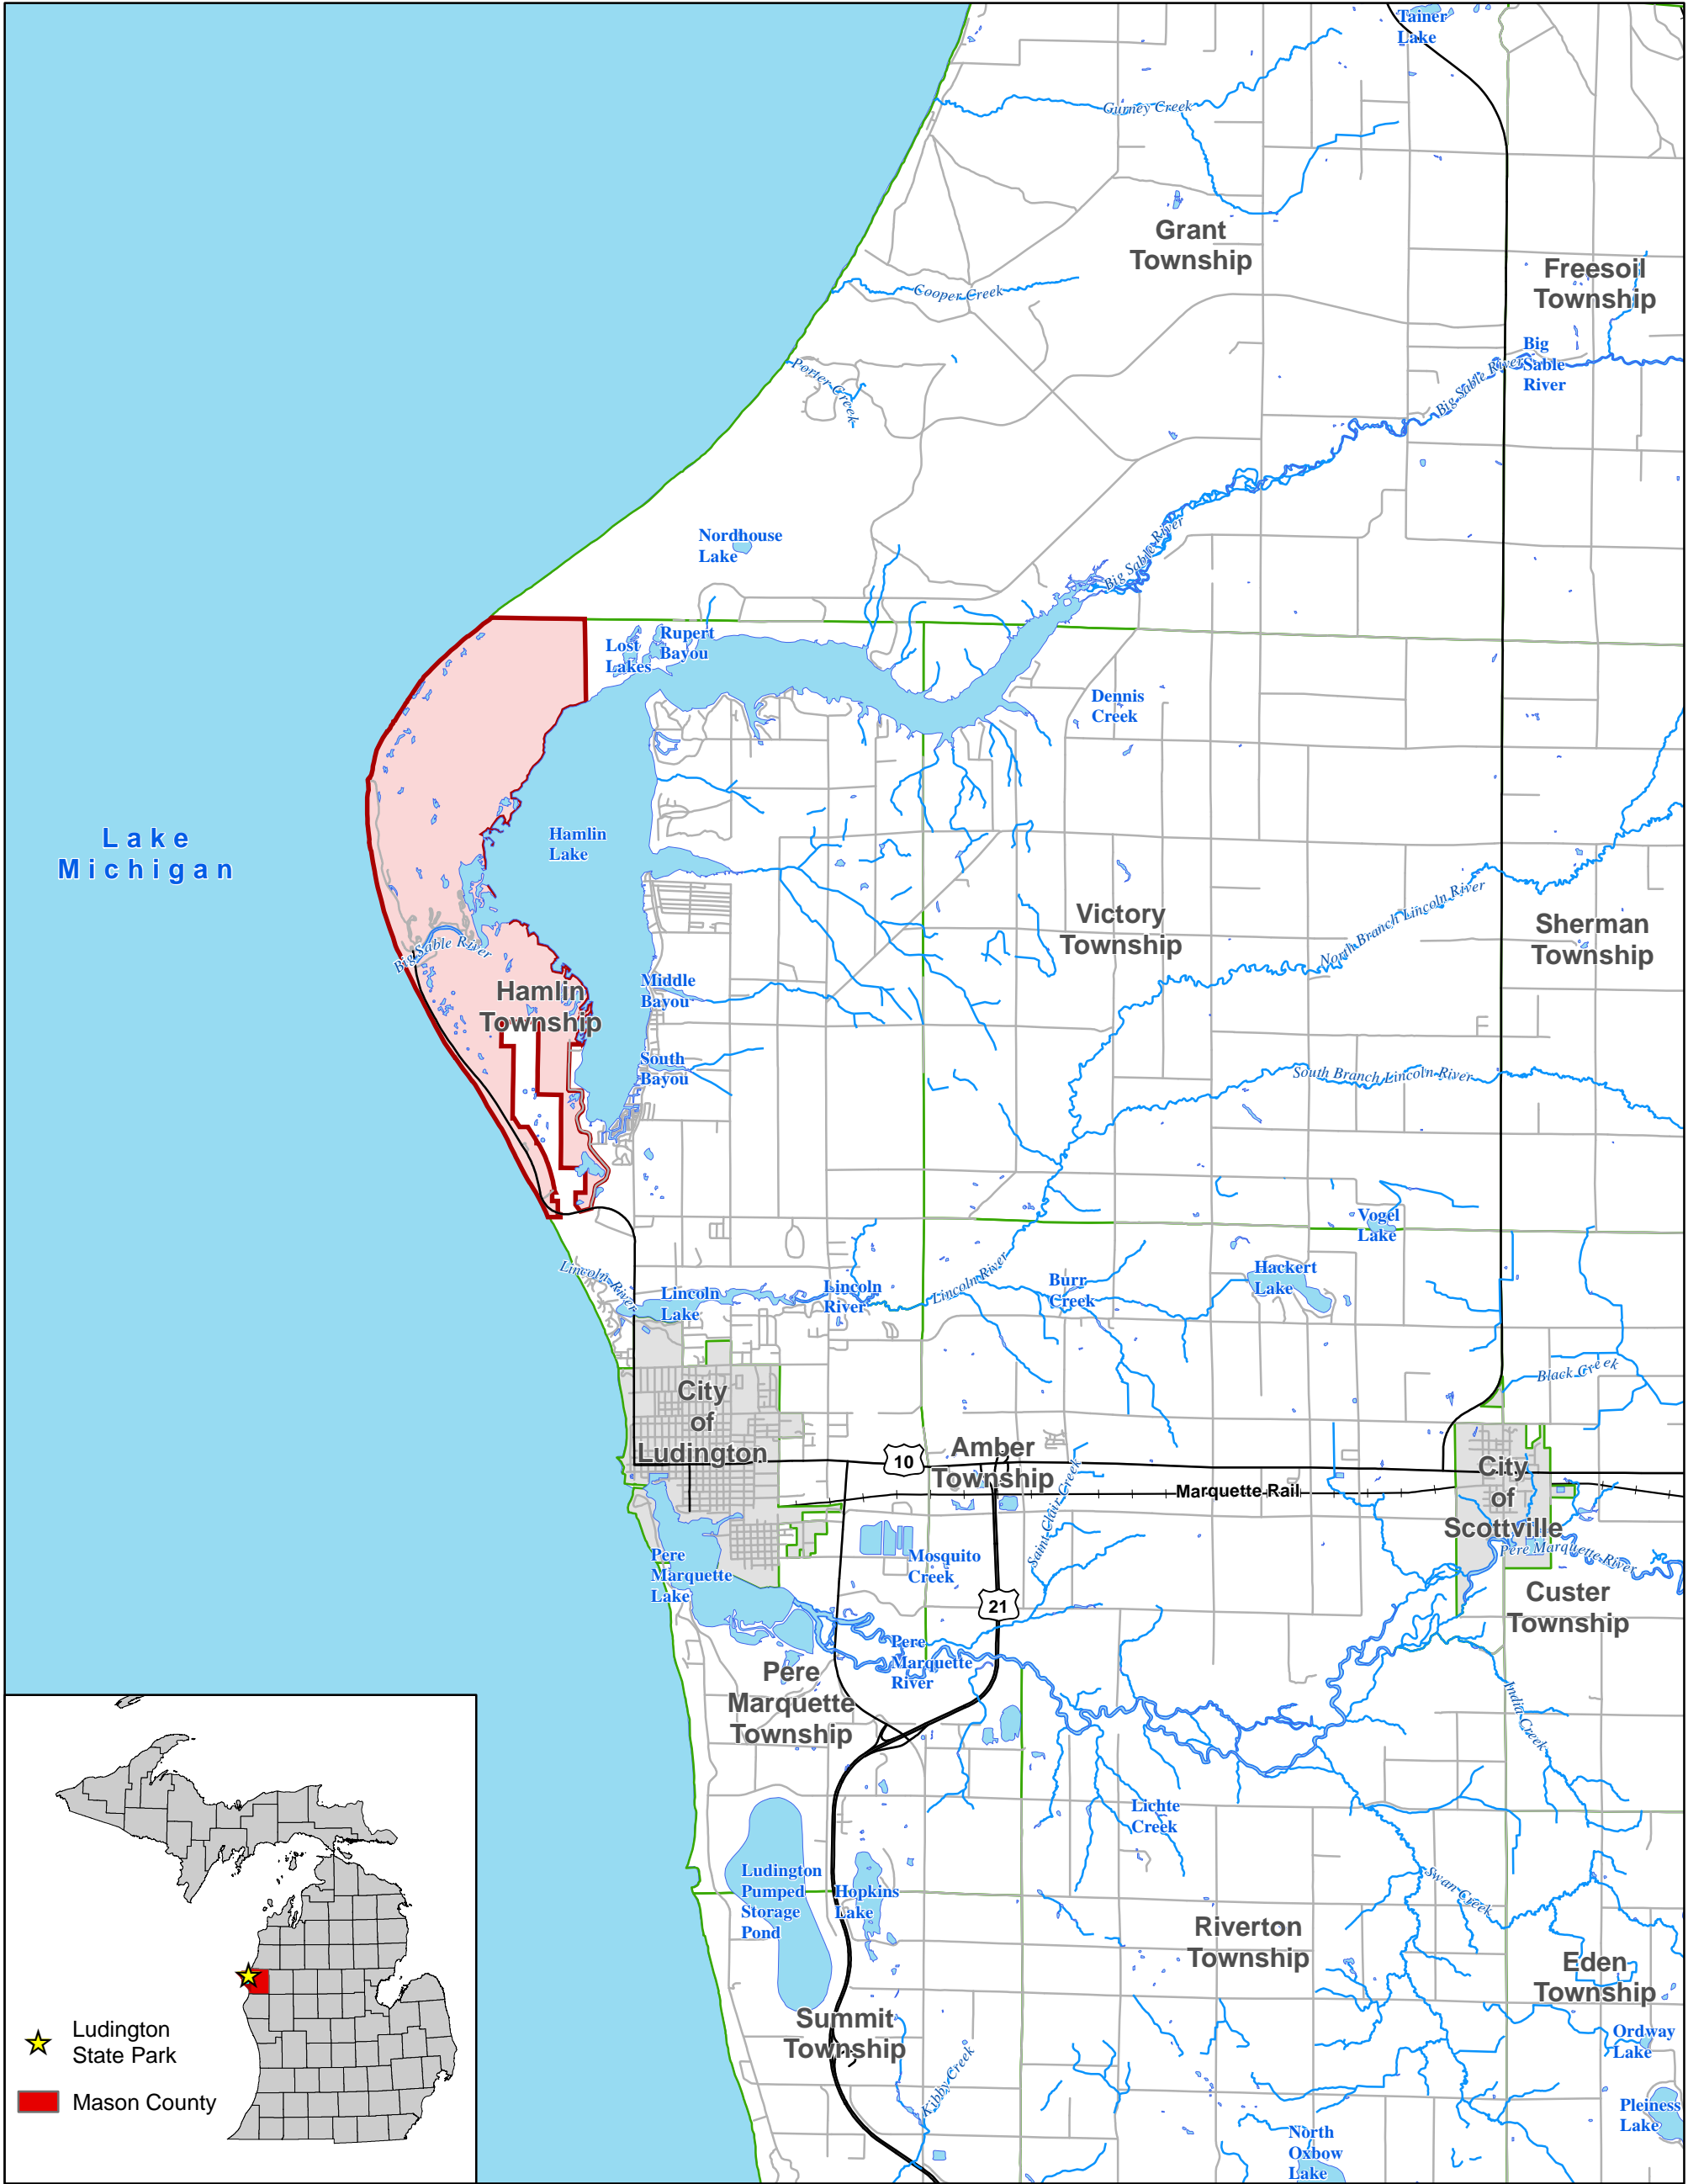 Tainer
Lake
Gurney Creek
Grant
Township
Freesoil
Township
Cooper Creek
Big
Sable
River
Big Sable River
Porter Creek
Nordhouse
Lake
Big Sable River
Lost
Lakes
Rupert
Bayou
Dennis
Creek
Lake
Michigan
Hamlin
Lake
Victory
Township
North Branch Lincoln River
Sherman
Township
Big Sable River
Hamlin
Township
Middle
Bayou
South
Bayou
South Branch Lincoln River
Vogel
Lake
Lincoln River
Lincoln
Lake
Lincoln
River
Lincoln River
Burr
Creek
Hackert
Lake
Black Creek
City
of
Ludington
10
Amber
Township
Marquette Rail
City
of
Scottville
Saint Clair Creek
Pere
Marquette
Lake
Mosquito
Creek
21
Pere Marquette River
Custer
Township
Pere
Marquette
River
Pere
Marquette
Township
India Creek
Lichte
Creek
Ludington
Pumped
Storage
Pond
Hopkins
Lake
Swan Creek
Riverton
Township
Eden
Township
Summit
Township
Kibby Creek
Ordway
Lake
Pleiness
Lake
North
Oxbow
Lake
Ludington
State Park
Mason County